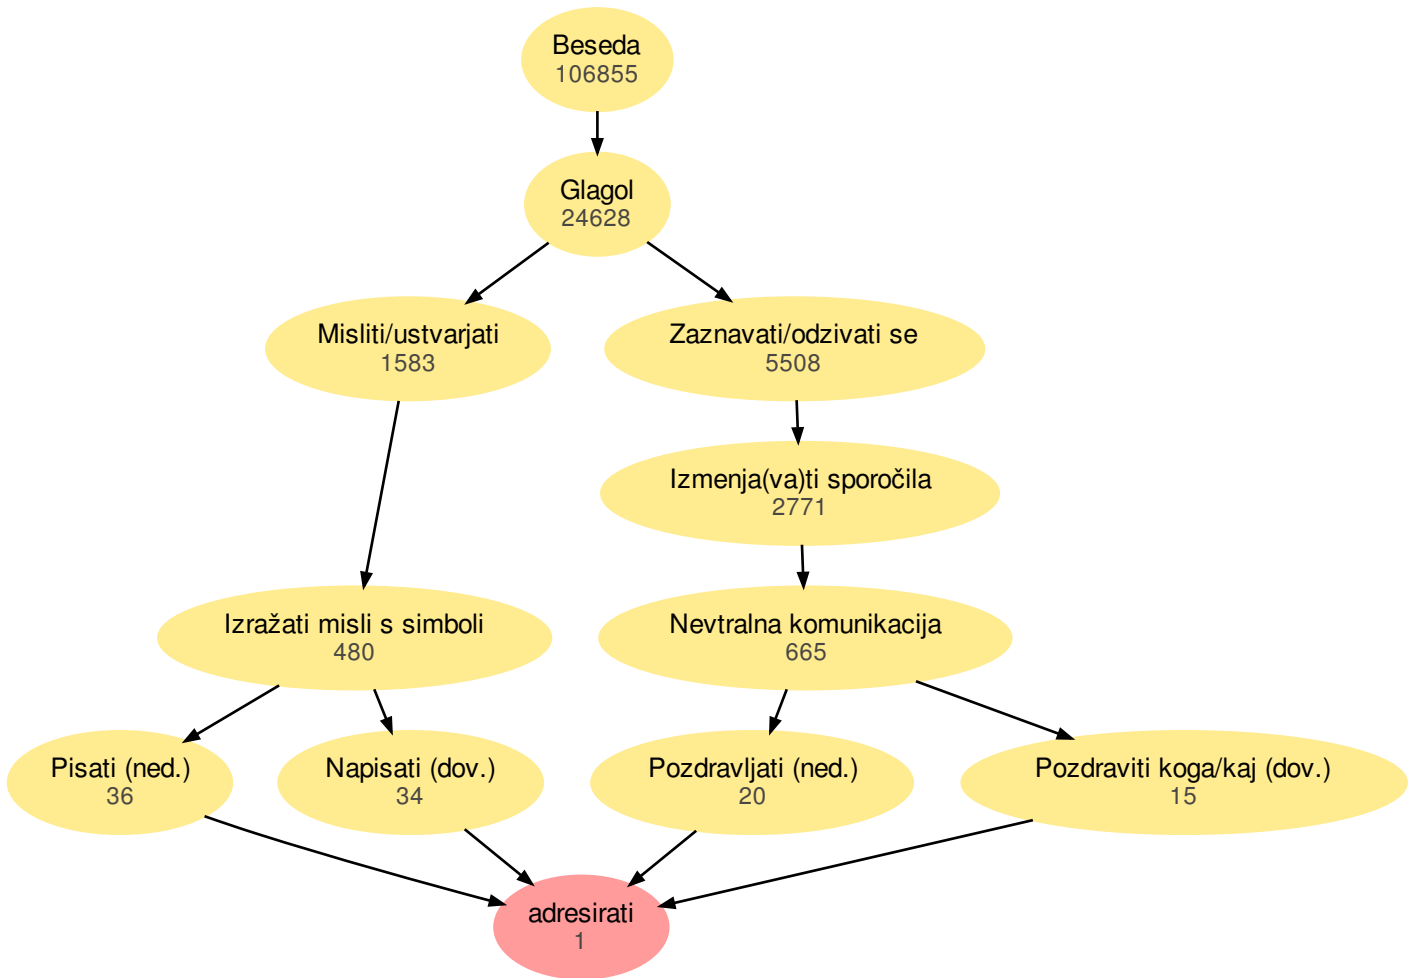 Beseda
106855
Glagol
24628
Misliti/ustvarjati
1583
Zaznavati/odzivati se
5508
Izmenja(va)ti sporočila
2771
Izražati misli s simboli
480
Nevtralna komunikacija
665
Pisati (ned.)
36
Napisati (dov.)
34
Pozdravljati (ned.)
20
Pozdraviti koga/kaj (dov.)
15
adresirati
1